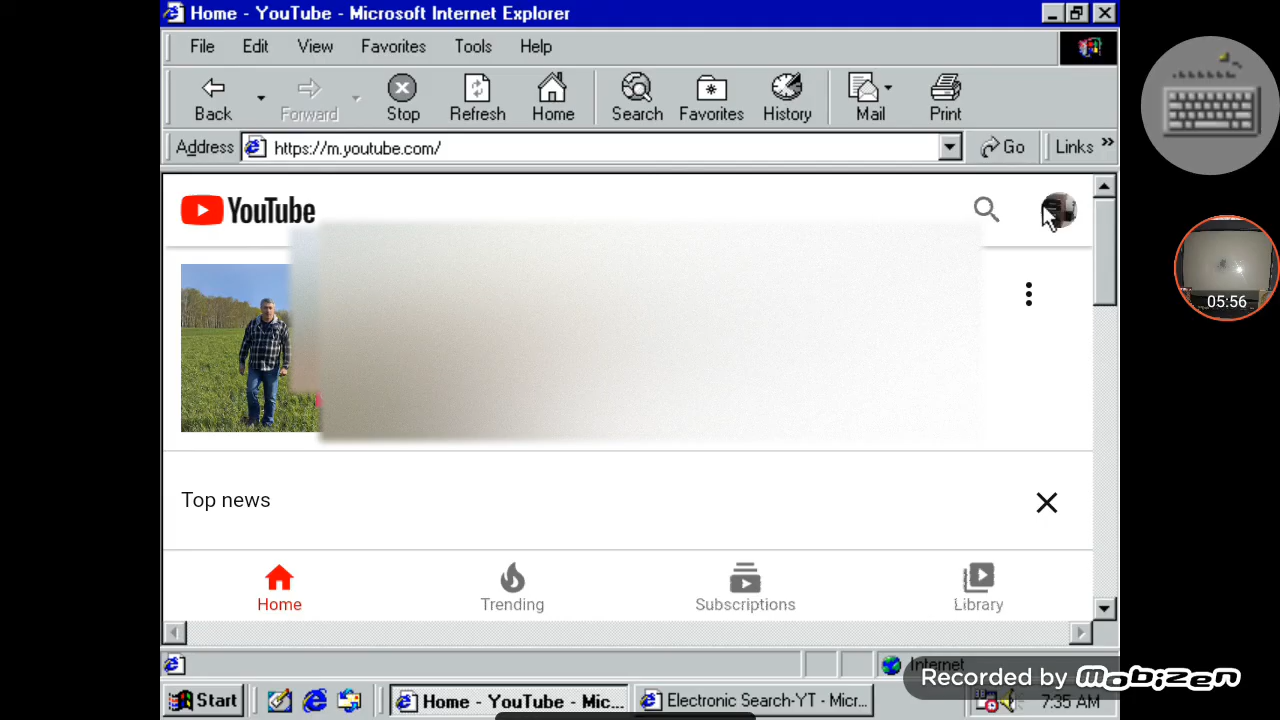 Home - YouTube - Microsoft Internet Explorer
File Edit View Favorites Tools Help
Back Forward Stop Refresh Home Search Favorites History Mail Print
Address https://m.youtube.com/ Go Links »
YouTube
05:56
Top news
Home Trending Subscriptions Library
Internet
Recorded by mobizen
Start Home - YouTube - Mic... Electronic Search-YT - Micr... 7:35 AM